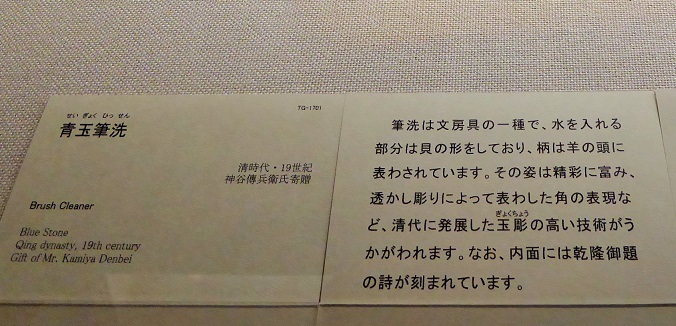 TG-1701
せい ぎょく ひっ せん
青玉筆洗
清時代・19世紀
神谷傳兵衛氏寄贈
Brush Cleaner
Blue Stone
Qing dynasty, 19th century
Gift of Mr. Kamiya Denbei
筆洗は文房具の一種で、水を入れる
部分は貝の形をしており、柄は羊の頭に
表わされています。その姿は精彩に富み、
透かし彫りによって表わした角の表現な
ぎょくちょう
ど、清代に発展した玉彫の高い技術がう
かがわれます。なお、内面には乾隆御題
の詩が刻まれています。